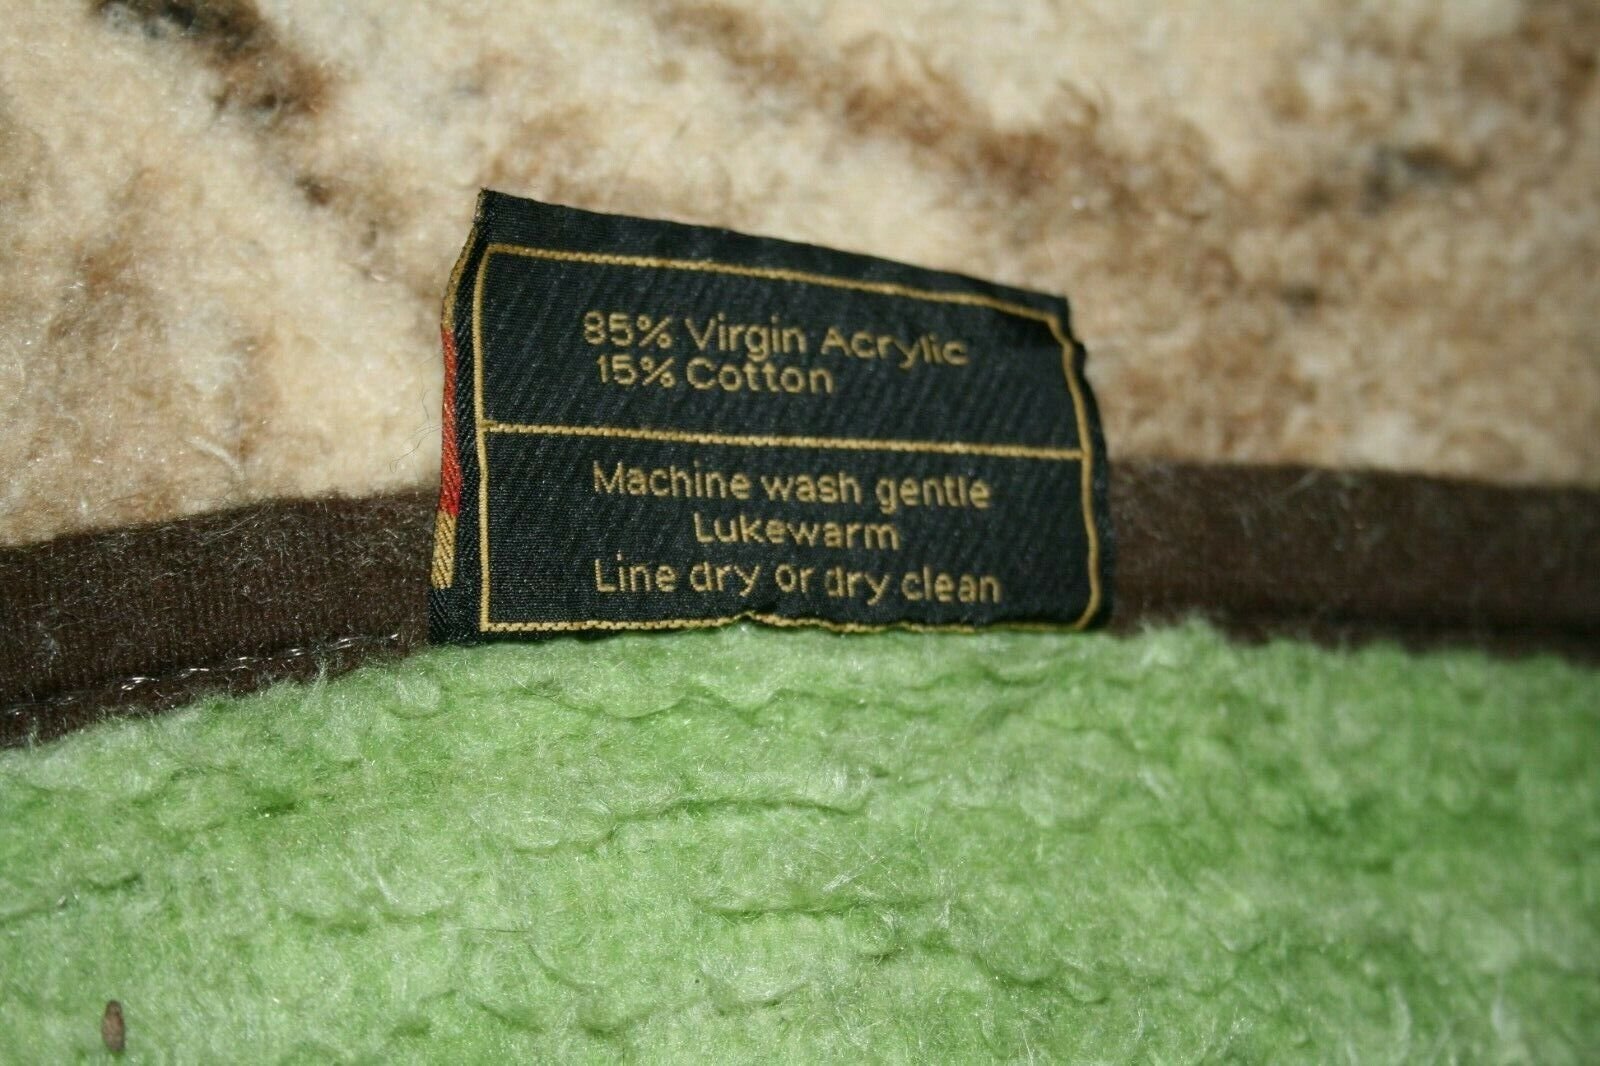 85% Virgin Acrylic
15% Cotton
Machine wash gentle
Lukewarm
Line dry or dry clean